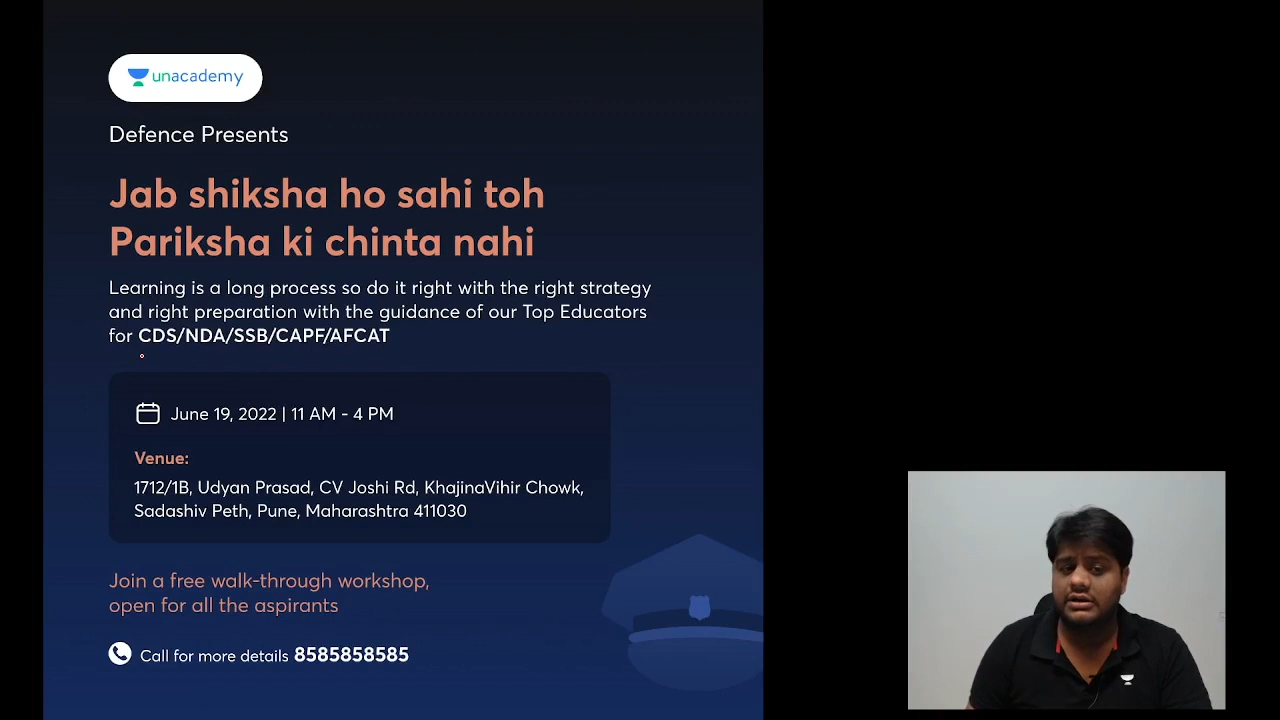 unacademy
Defence Presents
Jab shiksha ho sahi toh
Pariksha ki chinta nahi
Learning is a long process so do it right with the right strategy
and right preparation with the guidance of our Top Educators
for CDS/NDA/SSB/CAPF/AFCAT
June 19, 2022 | 11 AM - 4 PM
Venue:
1712/1B, Udyan Prasad, CV Joshi Rd, KhajinaVihir Chowk,
Sadashiv Peth, Pune, Maharashtra 411030
Join a free walk-through workshop,
open for all the aspirants
Call for more details 8585858585